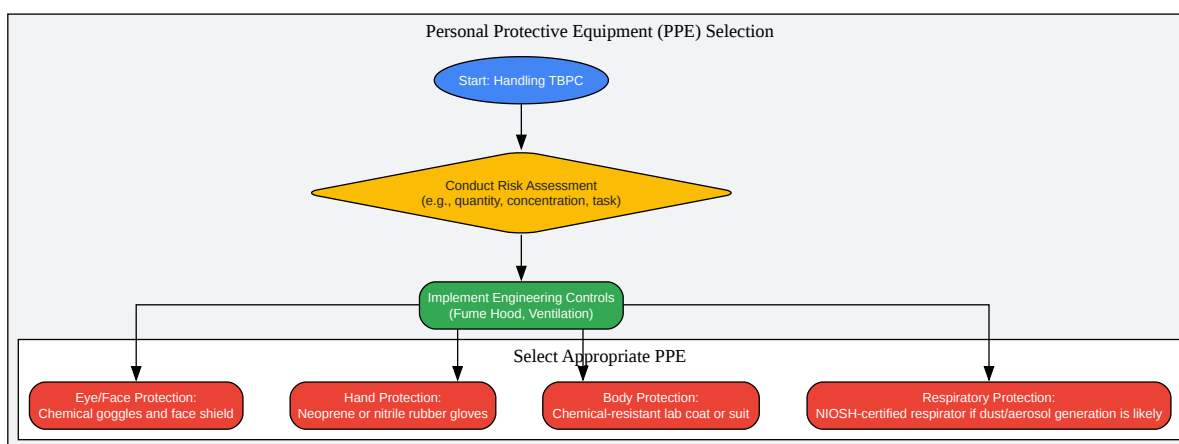 Personal Protective Equipment (PPE) Selection
Start: Handling TBPC
Conduct Risk Assessment
(e.g., quantity, concentration, task)
Implement Engineering Controls
(Fume Hood, Ventilation)
Select Appropriate PPE
Eye/Face Protection:
Chemical goggles and face shield
Hand Protection:
Neoprene or nitrile rubber gloves
Body Protection:
Chemical-resistant lab coat or suit
Respiratory Protection:
NIOSH-certified respirator if dust/aerosol generation is likely